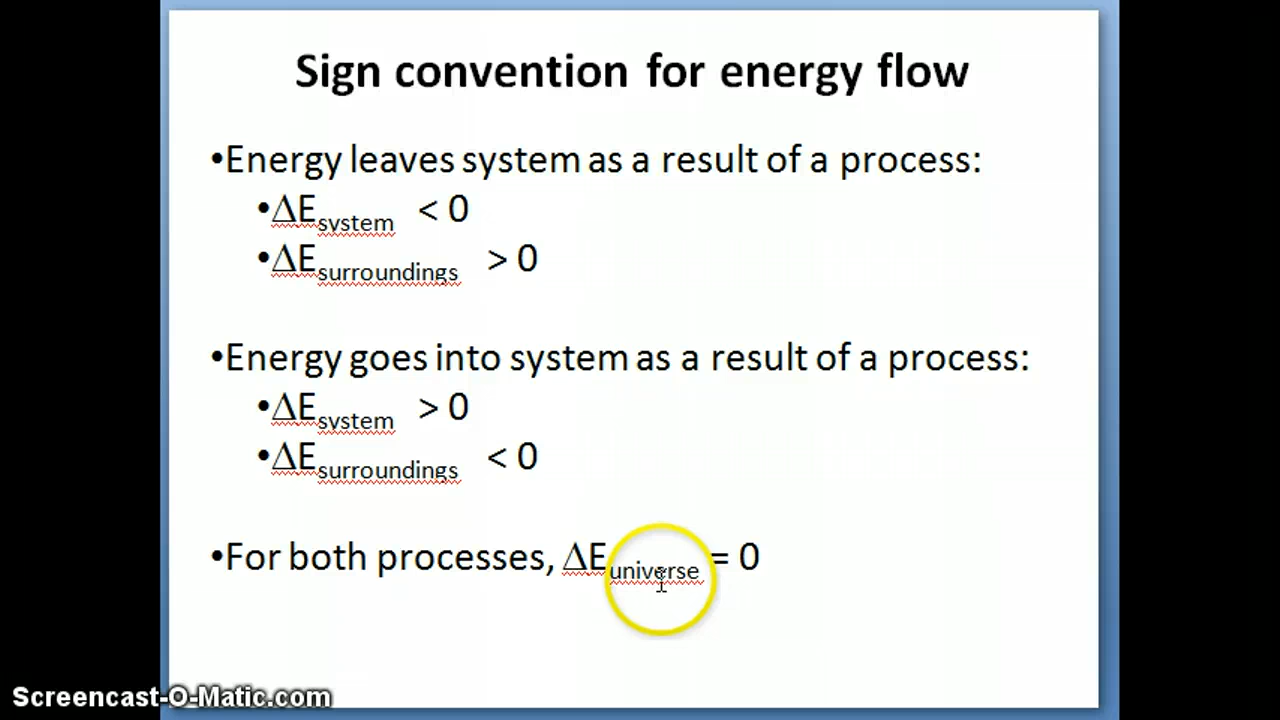 Sign convention for energy flow
•Energy leaves system as a result of a process:
•ΔEsystem < 0
•ΔEsurroundings > 0
•Energy goes into system as a result of a process:
•ΔEsystem > 0
•ΔEsurroundings < 0
•For both processes, ΔEuniverse = 0
Screencast-O-Matic.com